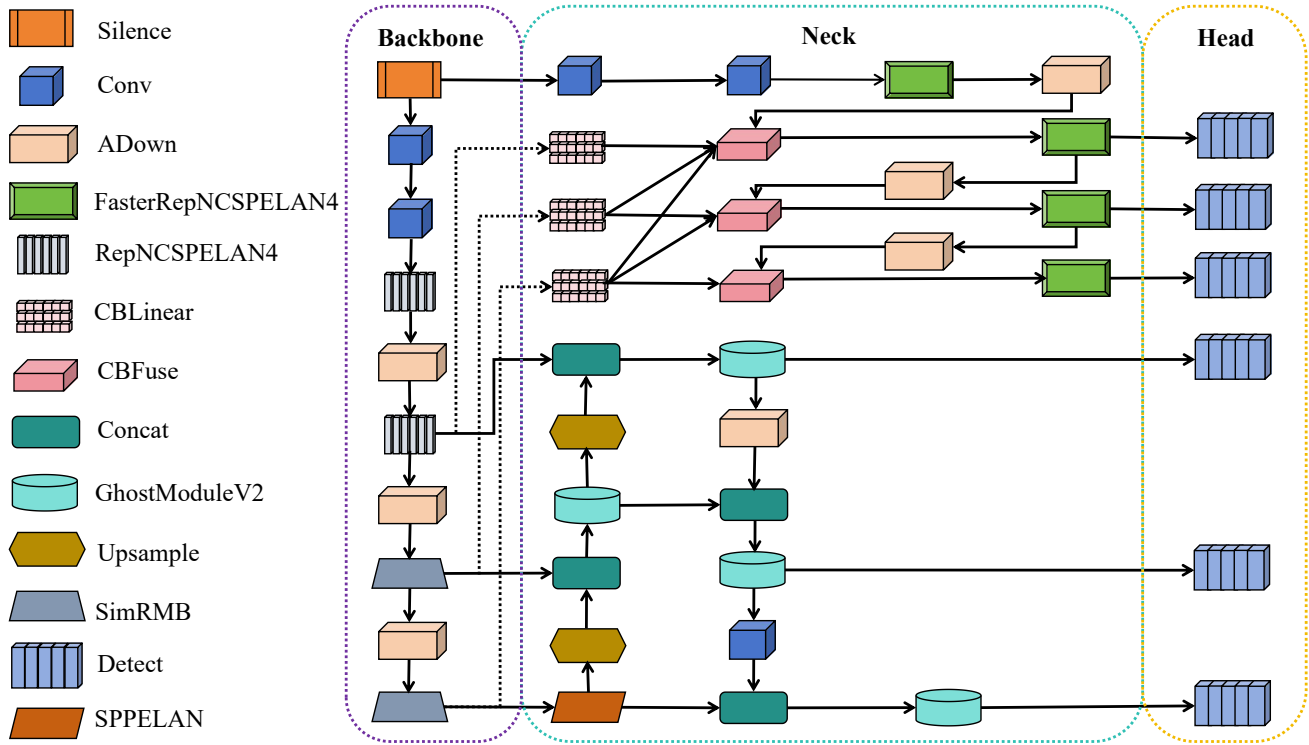 Silence
Conv
ADown
FasterRepNCSPELAN4
RepNCSPELAN4
CBLinear
CBFuse
Concat
GhostModuleV2
Upsample
SimRMB
Detect
SPPELAN
Backbone
Neck
Head